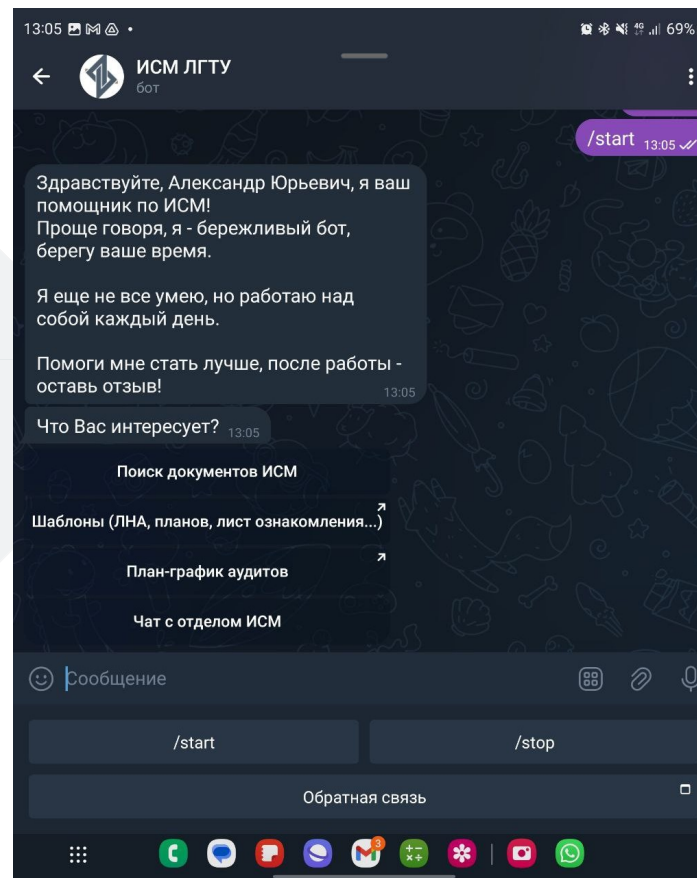 13:05
4G
69%
ИСМ ЛГТУ
бот
/start 13:05
Здравствуйте, Александр Юрьевич, я ваш
помощник по ИСМ!
Проще говоря, я - бережливый бот,
берегу ваше время.
Я еще не все умею, но работаю над
собой каждый день.
Помоги мне стать лучше, после работы -
оставь отзыв!
13:05
Что Вас интересует? 13:05
Поиск документов ИСМ
Шаблоны (ЛНА, планов, лист ознакомления...)
План-график аудитов
Чат с отделом ИСМ
Сообщение
/start
/stop
Обратная связь
3